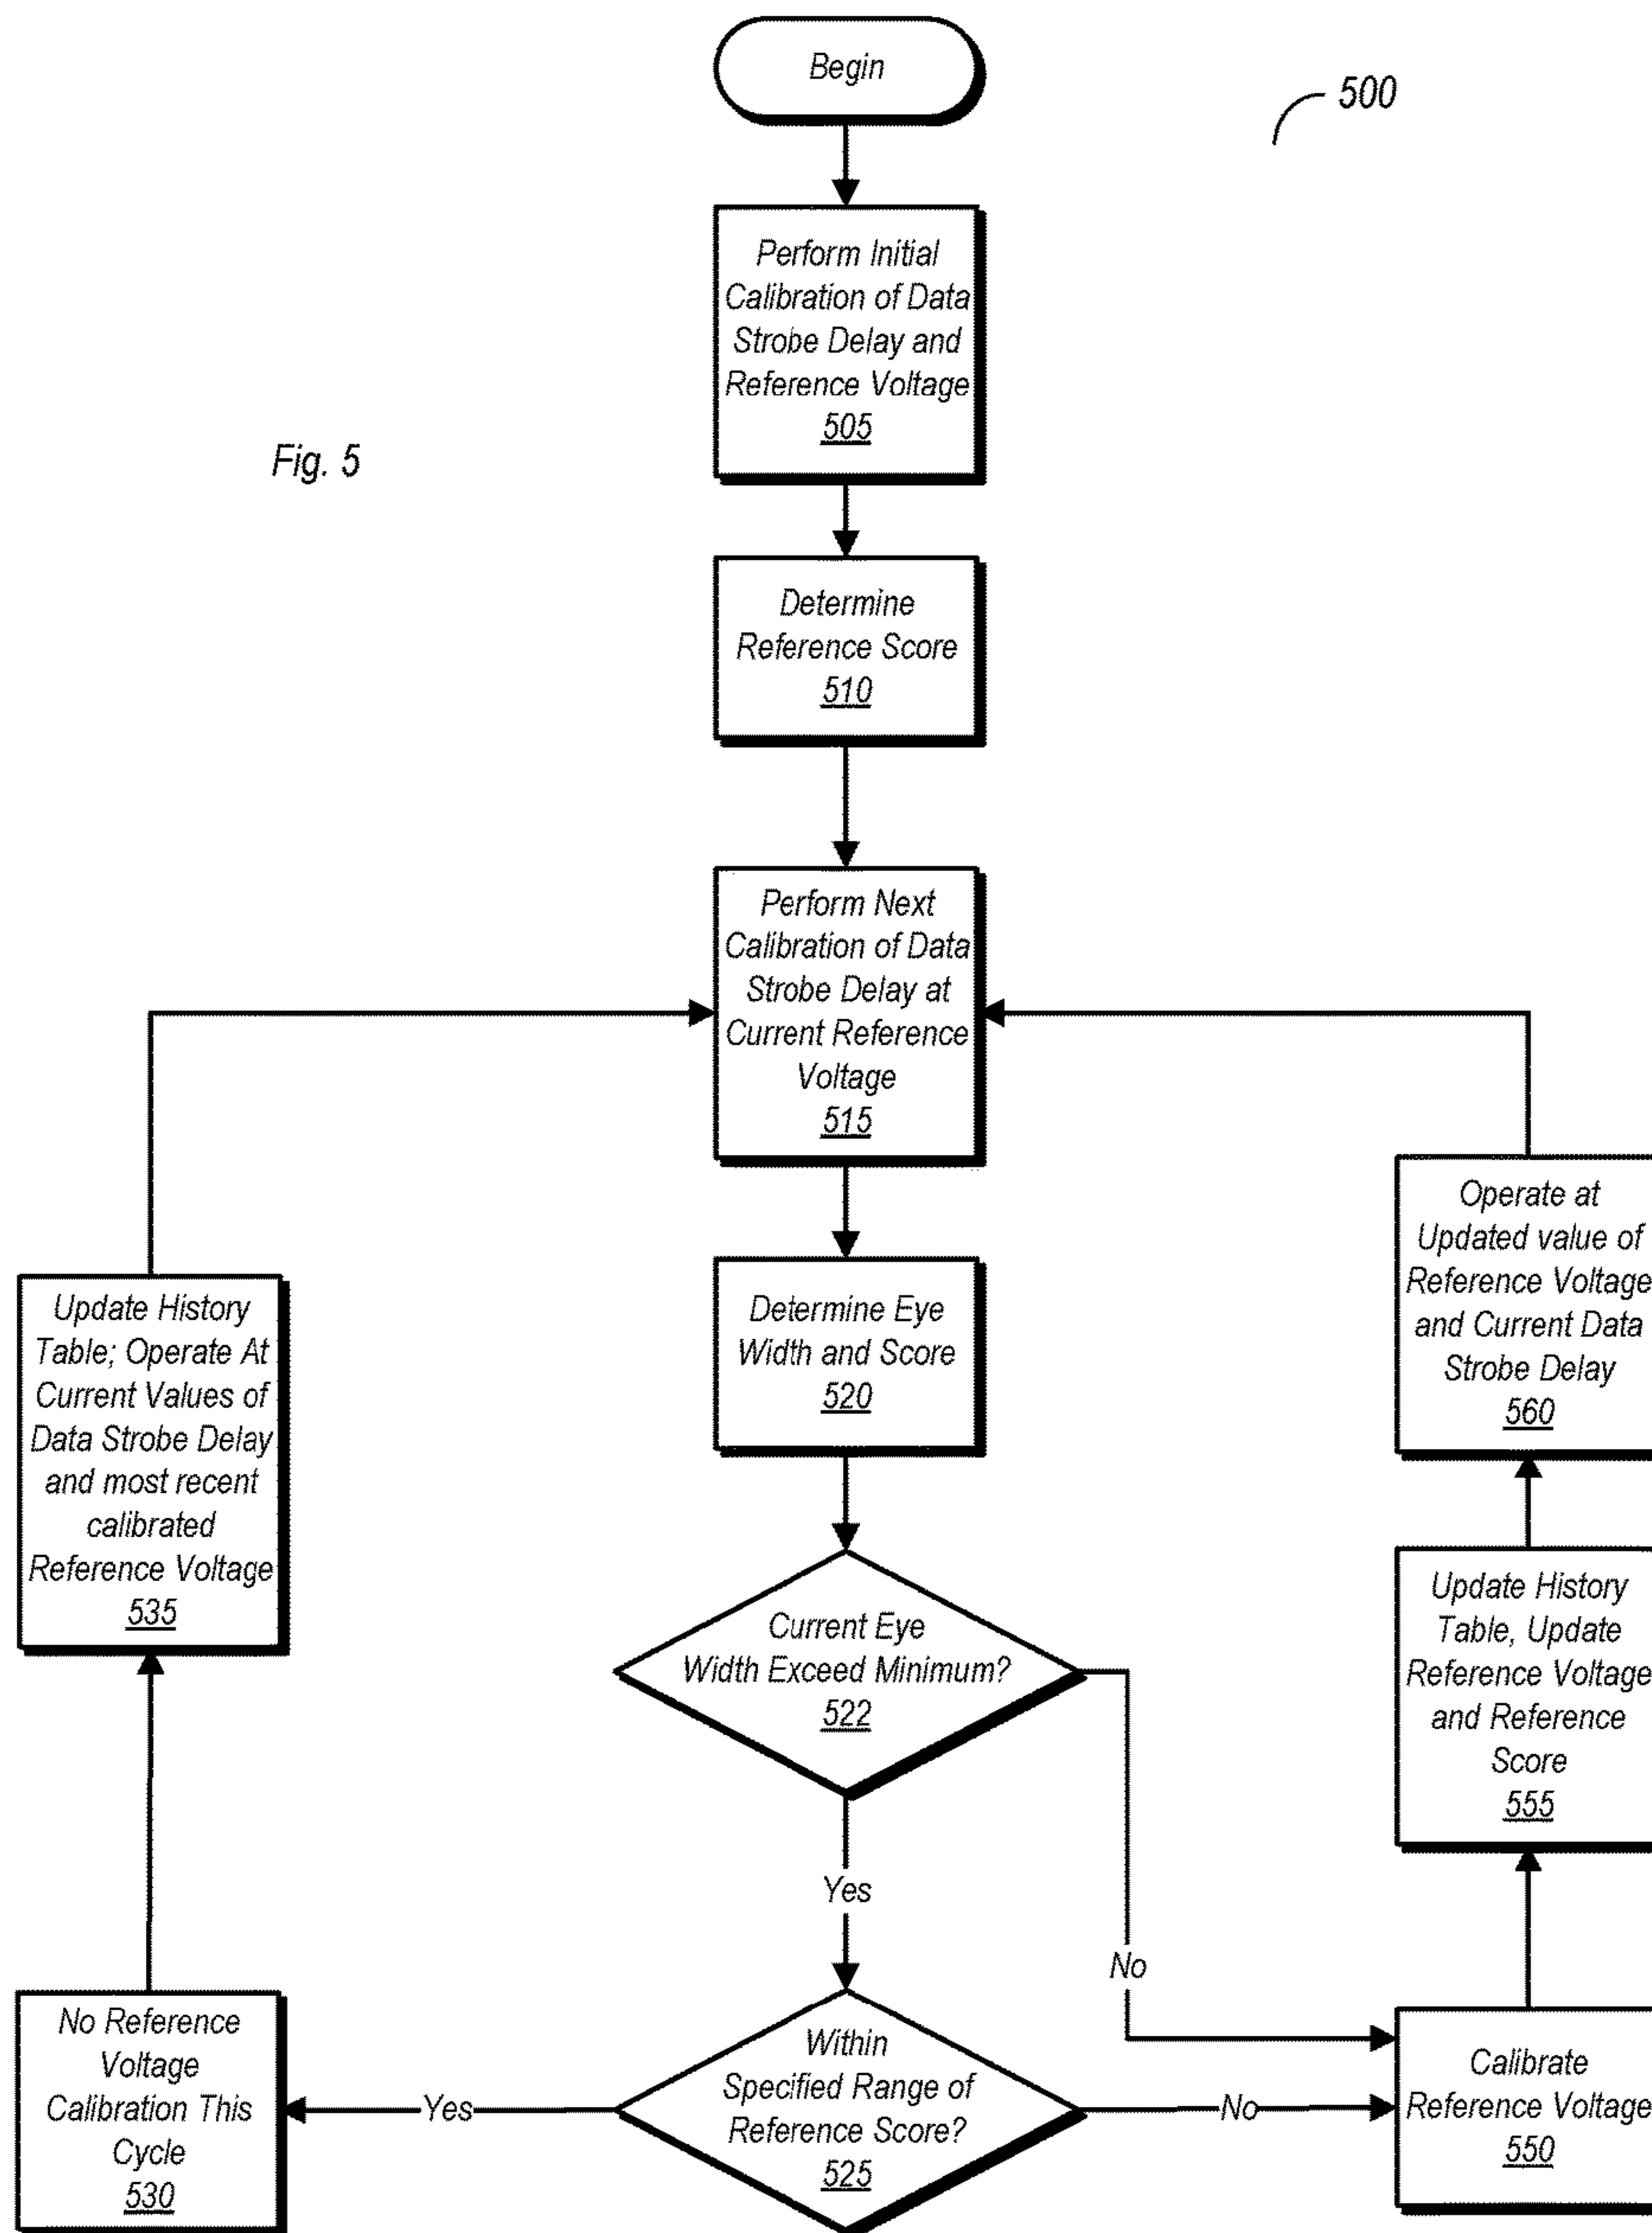 Begin
500
Perform Initial
Calibration of Data
Strobe Delay and
Reference Voltage
505
Fig. 5
Determine
Reference Score
510
Perform Next
Calibration of Data
Strobe Delay at
Current Reference
Voltage
515
Determine Eye
Width and Score
520
Current Eye
Width Exceed Minimum?
522
Yes
No
Within
Specified Range of
Reference Score?
525
Yes
No
No Reference
Voltage
Calibration This
Cycle
530
Update History
Table; Operate At
Current Values of
Data Strobe Delay
and most recent
calibrated
Reference Voltage
535
Calibrate
Reference Voltage
550
Update History
Table, Update
Reference Voltage
and Reference
Score
555
Operate at
Updated value of
Reference Voltage
and Current Data
Strobe Delay
560